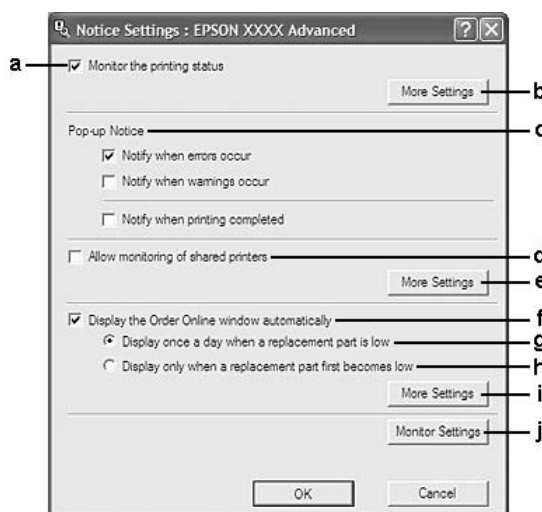 Notice Settings : EPSON XXXX Advanced
a
Monitor the printing status
More Settings
b
Pop-up Notice
c
Notify when errors occur
Notify when warnings occur
Notify when printing completed
Allow monitoring of shared printers
d
More Settings
e
Display the Order Online window automatically
f
Display once a day when a replacement part is low
g
Display only when a replacement part first becomes low
h
More Settings
i
Monitor Settings
j
OK
Cancel